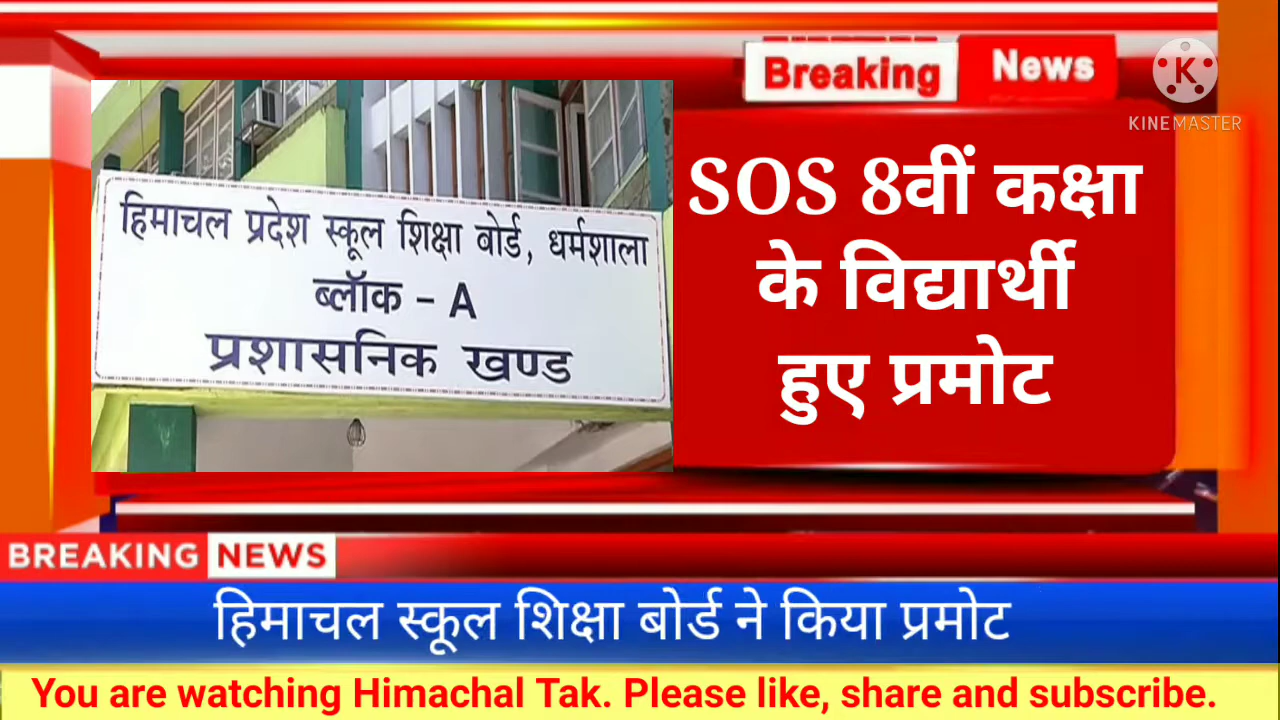 Breaking News
K
KINEMASTER
SOS 8वीं कक्षा
के विद्यार्थी
हुए प्रमोट
हिमाचल प्रदेश स्कूल शिक्षा बोर्ड, धर्मशाला
ब्लॉक - A
प्रशासनिक खण्ड
BREAKING NEWS
हिमाचल स्कूल शिक्षा बोर्ड ने किया प्रमोट
You are watching Himachal Tak. Please like, share and subscribe.